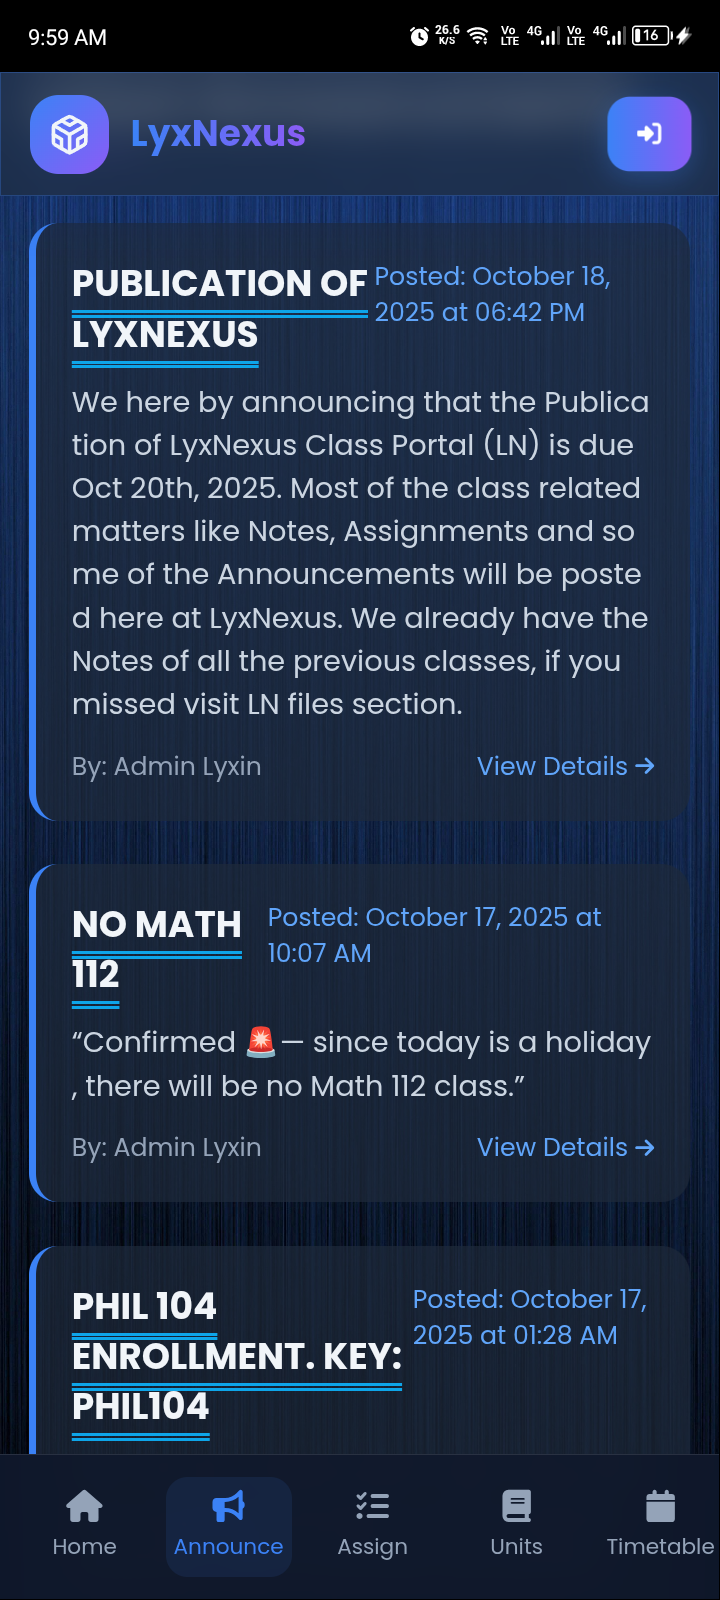 9:59 AM
26.6 K/S
Vo LTE 4G Vo LTE 4G 16
LyxNexus
PUBLICATION OF
LYXNEXUS
Posted: October 18,
2025 at 06:42 PM
We here by announcing that the Publica
tion of LyxNexus Class Portal (LN) is due
Oct 20th, 2025. Most of the class related
matters like Notes, Assignments and so
me of the Announcements will be poste
d here at LyxNexus. We already have the
Notes of all the previous classes, if you
missed visit LN files section.
By: Admin Lyxin
View Details →
NO MATH
112
Posted: October 17, 2025 at
10:07 AM
“Confirmed 🚨— since today is a holiday
, there will be no Math 112 class.”
By: Admin Lyxin
View Details →
PHIL 104
ENROLLMENT. KEY:
PHIL104
Posted: October 17,
2025 at 01:28 AM
Home
Announce
Assign
Units
Timetable